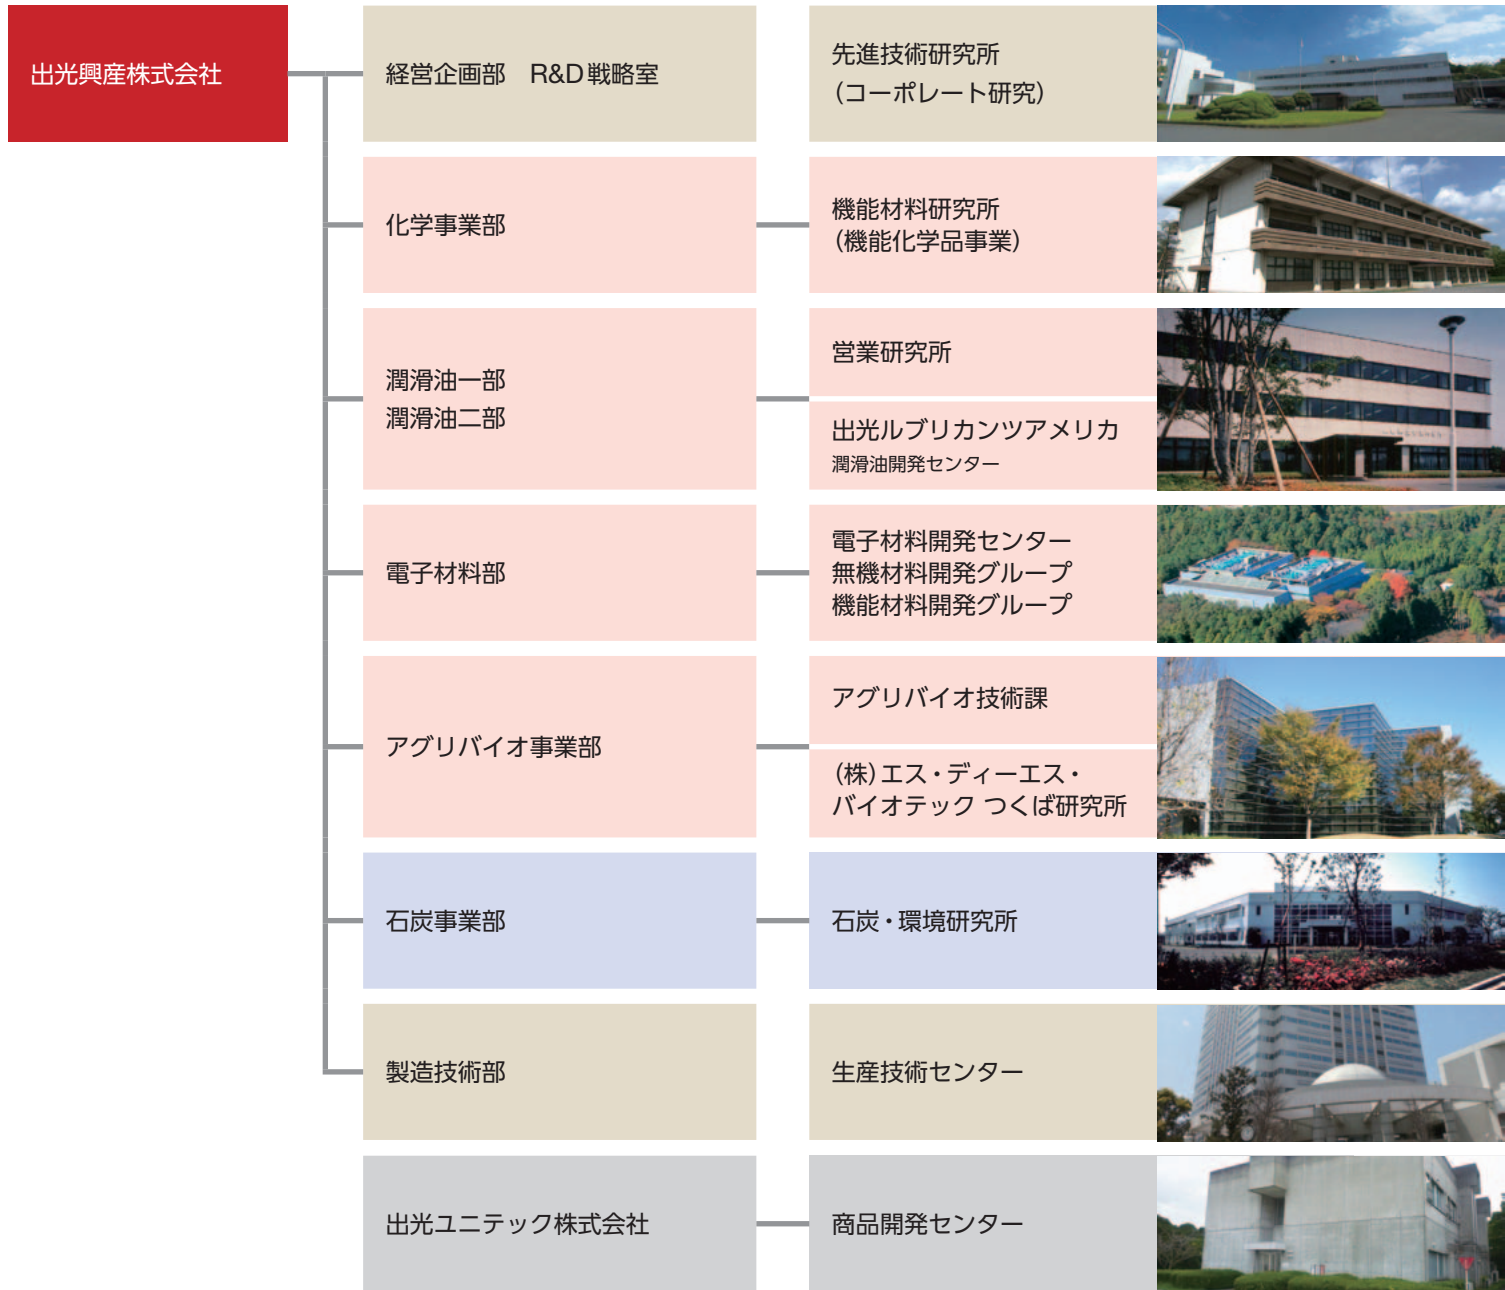 出光興産株式会社
経営企画部　R&D戦略室
先進技術研究所
（コーポレート研究）
化学事業部
機能材料研究所
（機能化学品事業）
潤滑油一部
潤滑油二部
営業研究所
出光ルブリカンツアメリカ
潤滑油開発センター
電子材料部
電子材料開発センター
無機材料開発グループ
機能材料開発グループ
アグリバイオ事業部
アグリバイオ技術課
（株）エス・ディーエス・
バイオテック つくば研究所
石炭事業部
石炭・環境研究所
製造技術部
生産技術センター
出光ユニテック株式会社
商品開発センター